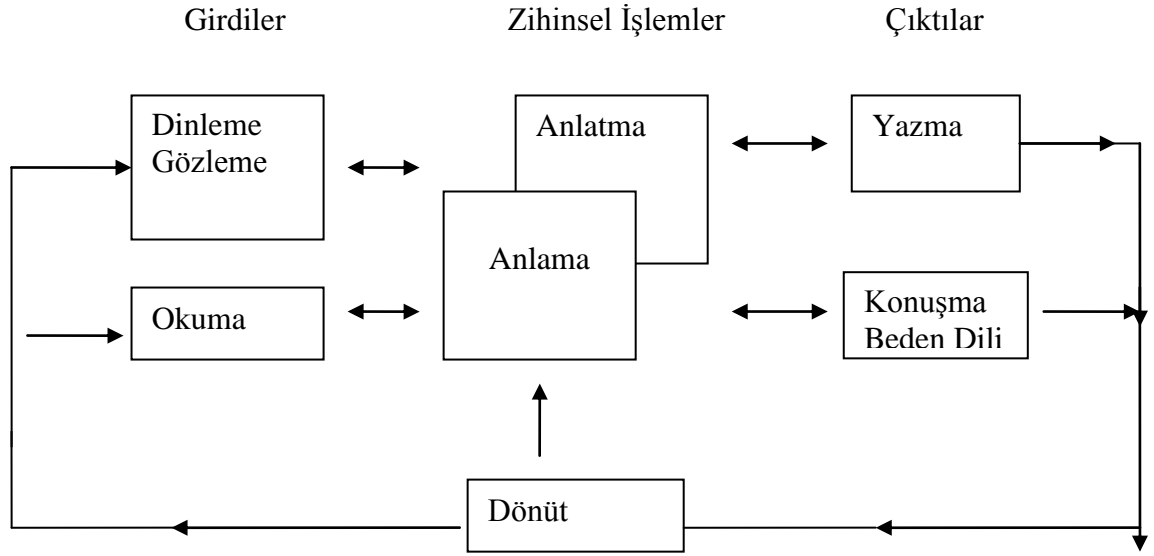 Girdiler
Zihinsel İşlemler
Çıktılar
Dinleme
Gözleme
Anlatma
Yazma
Anlama
Okuma
Konuşma
Beden Dili
Dönüt